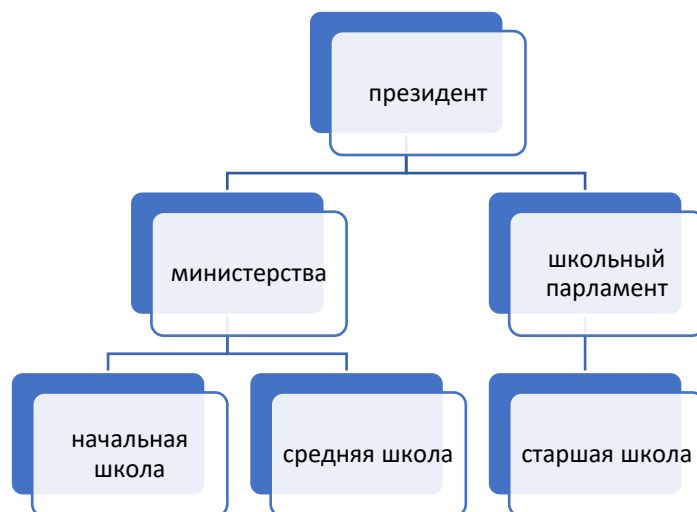 президент
министерства
школьный
парламент
начальная
школа
средняя школа
старшая школа